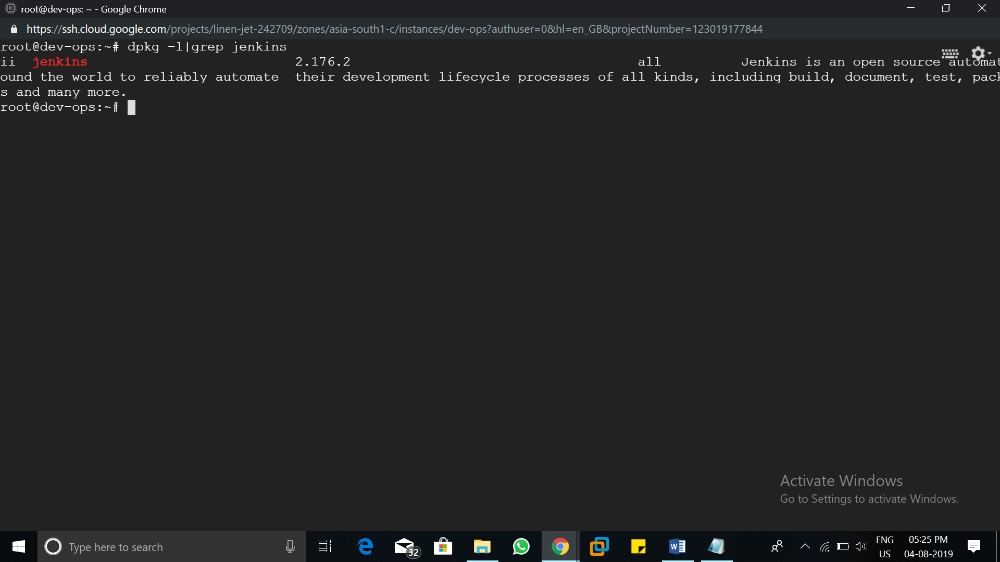 root@dev-ops: ~ - Google Chrome
https://ssh.cloud.google.com/projects/linen-jet-242709/zones/asia-south1-c/instances/dev-ops?authuser=0&hl=en_GB&projectNumber=123019177844
root@dev-ops:~# dpkg -l|grep jenkins
ii  jenkins                          2.176.2                                    all          Jenkins is an open source automat
ound the world to reliably automate  their development lifecycle processes of all kinds, including build, document, test, pack
s and many more.
root@dev-ops:~#
Activate Windows
Go to Settings to activate Windows.
Type here to search
32
ENG
US
05:25 PM
04-08-2019